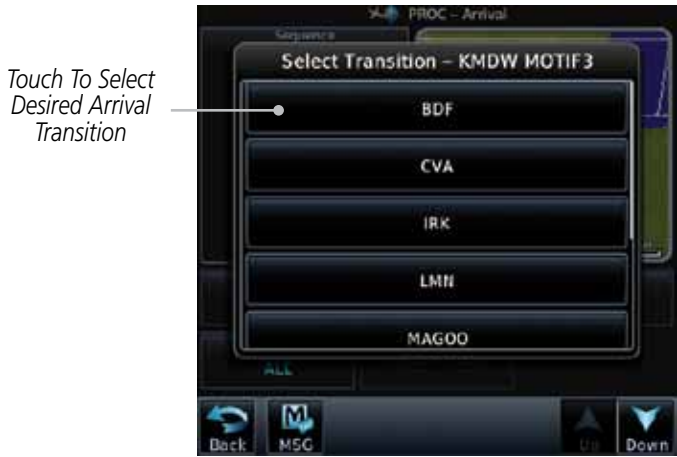 PROC – Arrival
Sequence
Select Transition – KMDW MOTIF3
Touch To Select
Desired Arrival
Transition
BDF
CVA
IRK
LMN
MAGOO
ALL
Back
MSG
Up
Down